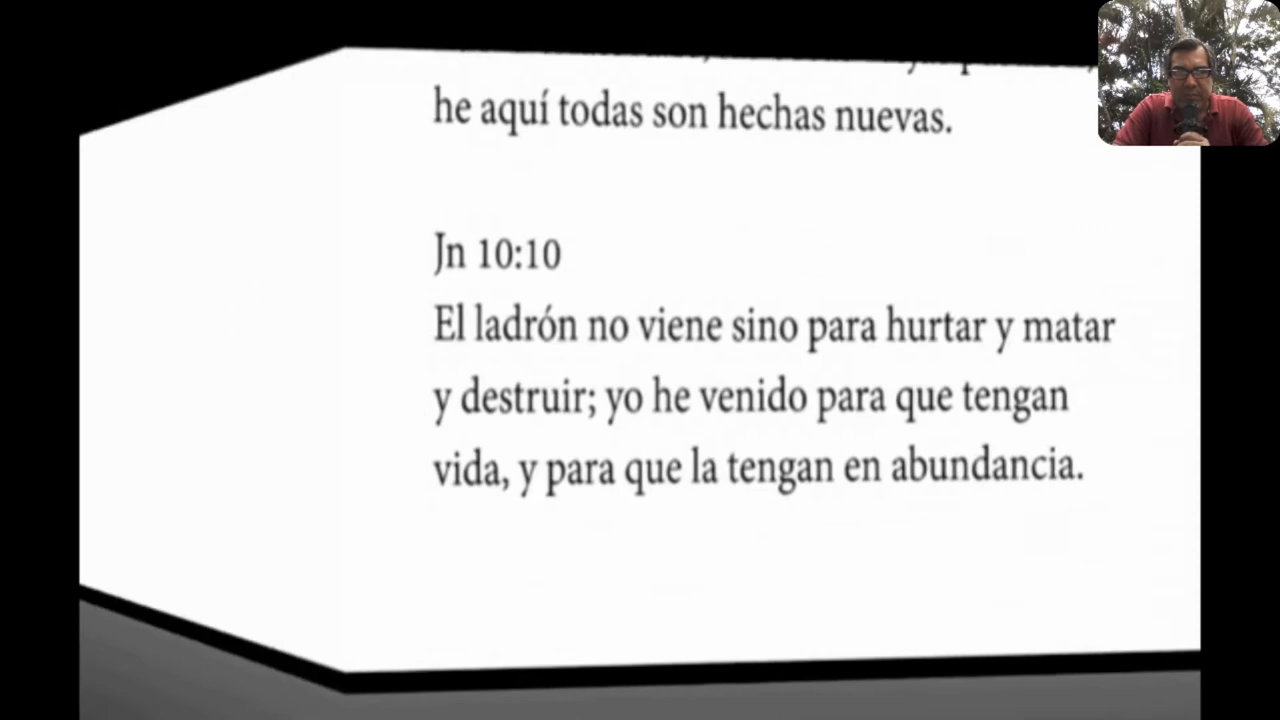 he aquí todas son hechas nuevas.
Jn 10:10
El ladrón no viene sino para hurtar y matar
y destruir; yo he venido para que tengan
vida, y para que la tengan en abundancia.